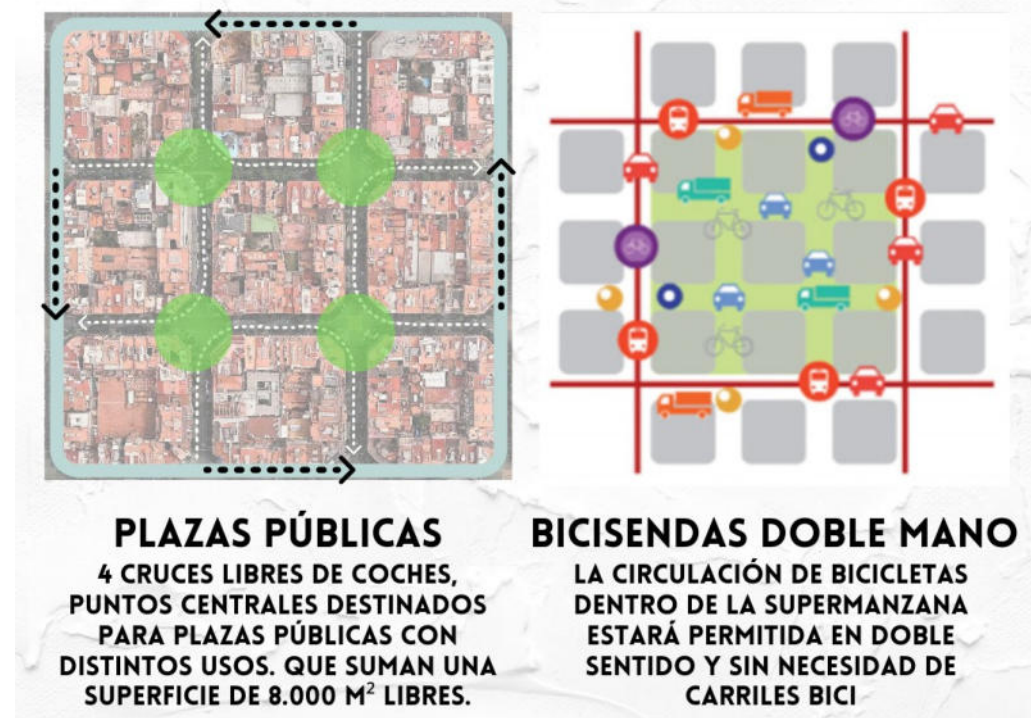 PLAZAS PÚBLICAS
4 CRUCES LIBRES DE COCHES,
PUNTOS CENTRALES DESTINADOS
PARA PLAZAS PÚBLICAS CON
DISTINTOS USOS. QUE SUMAN UNA
SUPERFICIE DE 8.000 M² LIBRES.
BICISENDAS DOBLE MANO
LA CIRCULACIÓN DE BICICLETAS
DENTRO DE LA SUPERMANZANA
ESTARÁ PERMITIDA EN DOBLE
SENTIDO Y SIN NECESIDAD DE
CARRILES BICI